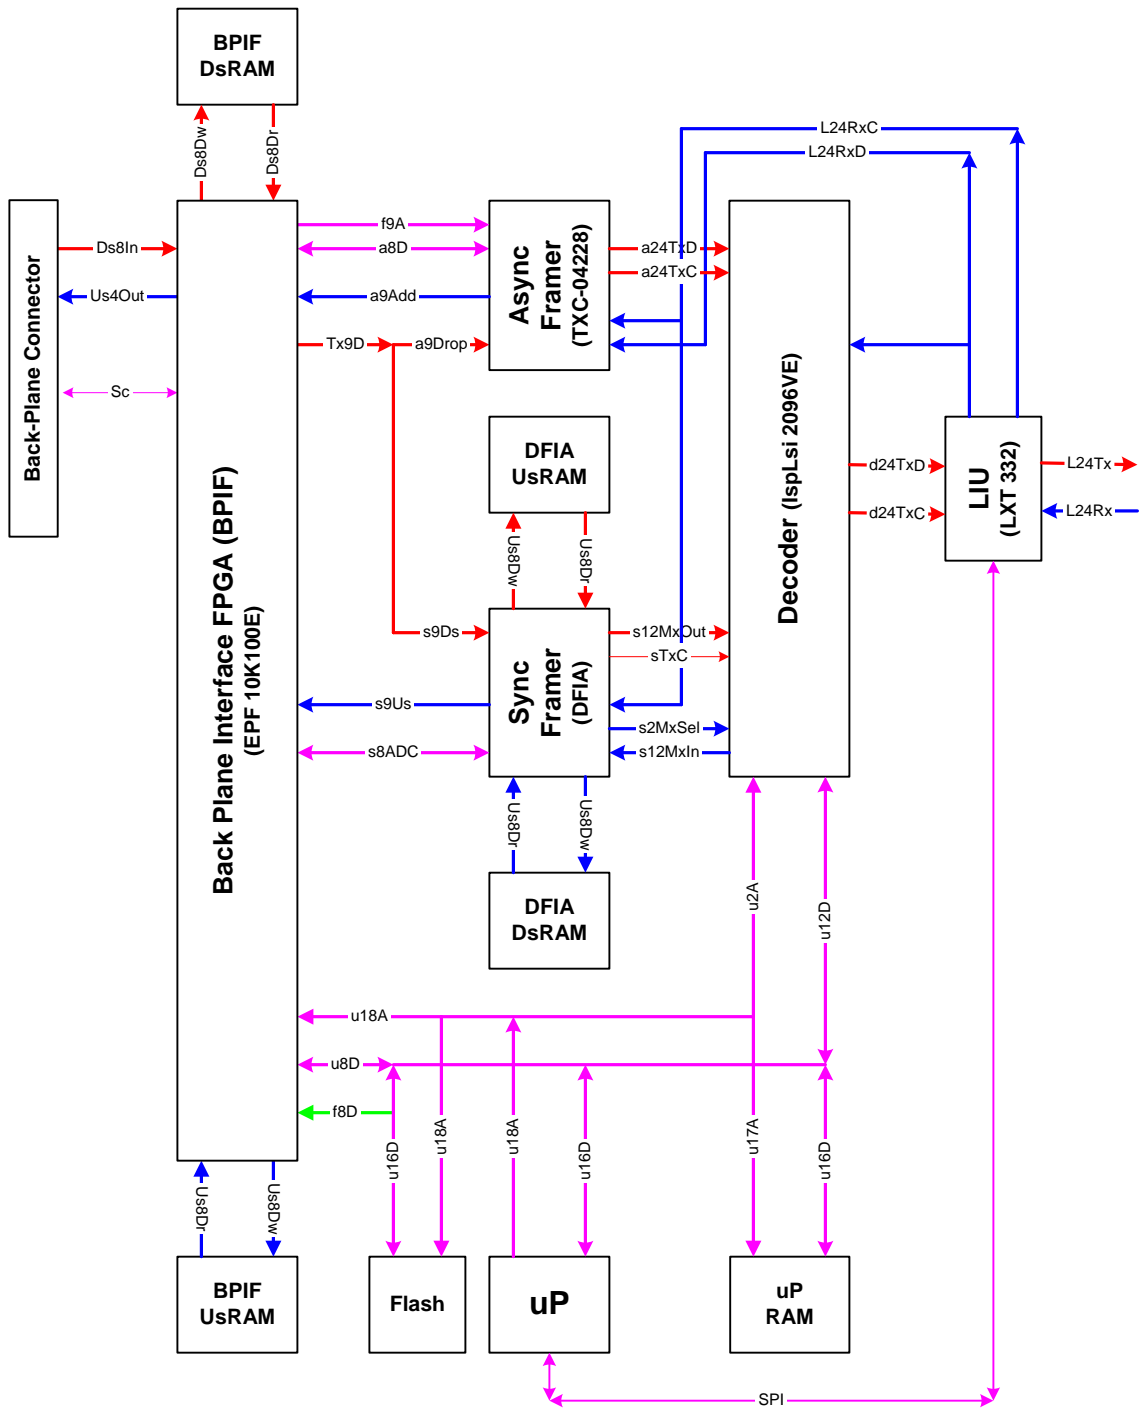 BPIF
DsRAM
Ds8Dw
Ds8Dr
L24RxC
L24RxD
Back-Plane Connector
Ds8In
Us4Out
Sc
Back Plane Interface FPGA (BPIF)
(EPF 10K100E)
f9A
a8D
a9Add
Tx9D
a9Drop
Async
Framer
(TXC-04228)
a24TxD
a24TxC
Decoder (IspLsi 2096VE)
DFIA
UsRAM
Us8Dw
Us8Dr
d24TxD
d24TxC
LIU
(LXT 332)
L24Tx
L24Rx
s9Ds
s9Us
s8ADC
Sync
Framer
(DFIA)
s12MxOut
sTxC
s2MxSel
s12MxIn
Us8Dr
Us8Dw
DFIA
DsRAM
u2A
u12D
u18A
u8D
f8D
u16D
u18A
u18A
u16D
u17A
u16D
Us8Dr
Us8Dw
BPIF
UsRAM
Flash
uP
uP
RAM
SPI